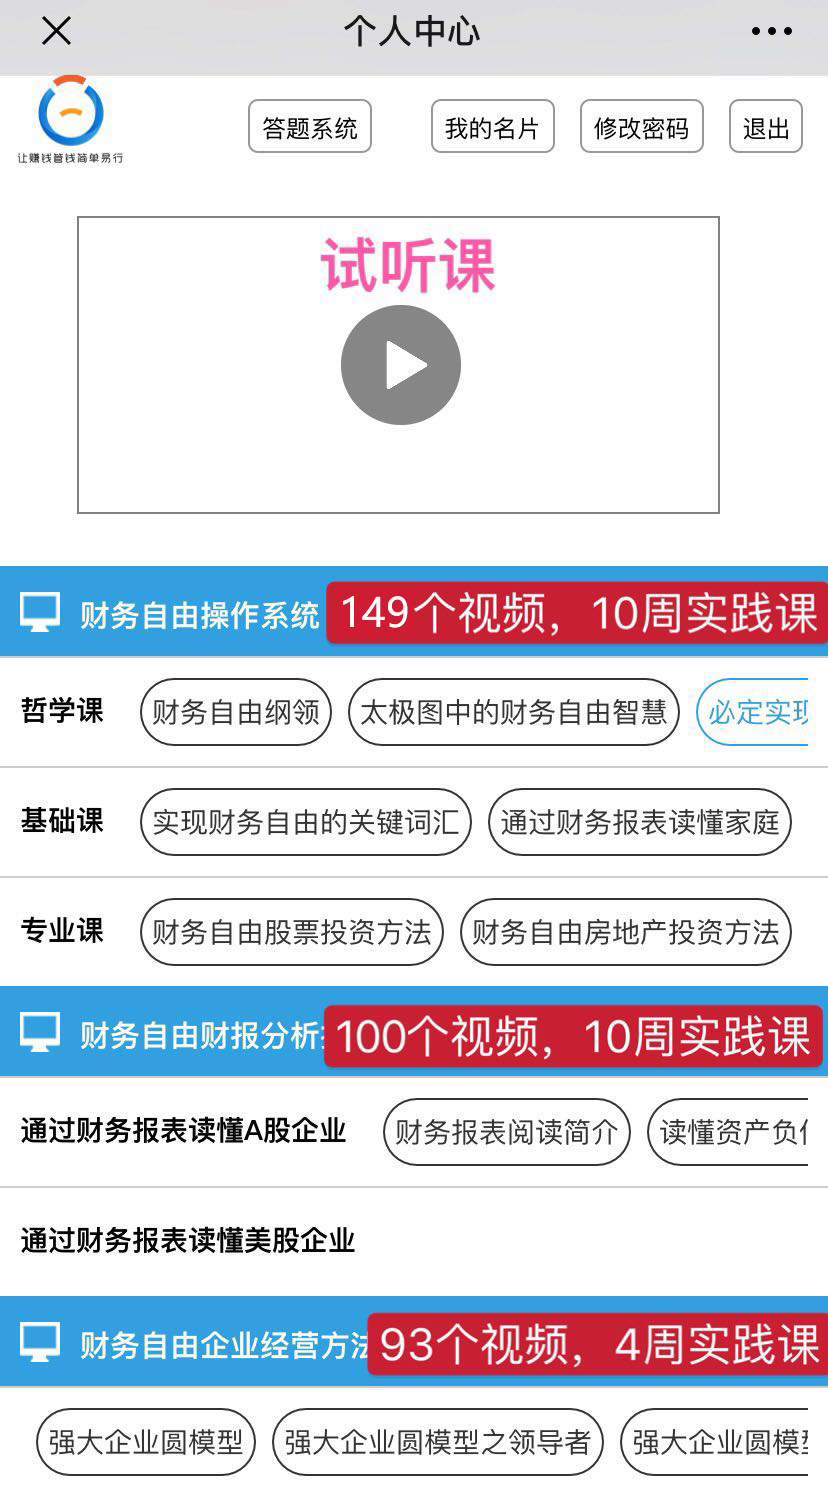 个人中心
让赚钱管钱简单易行
答题系统 我的名片 修改密码 退出
试听课
财务自由操作系统 149个视频，10周实践课
哲学课 财务自由纲领 太极图中的财务自由智慧 必定实现
基础课 实现财务自由的关键词汇 通过财务报表读懂家庭
专业课 财务自由股票投资方法 财务自由房地产投资方法
财务自由财报分析 100个视频，10周实践课
通过财务报表读懂A股企业 财务报表阅读简介 读懂资产负
通过财务报表读懂美股企业
财务自由企业经营方法 93个视频，4周实践课
强大企业圆模型 强大企业圆模型之领导者 强大企业圆模